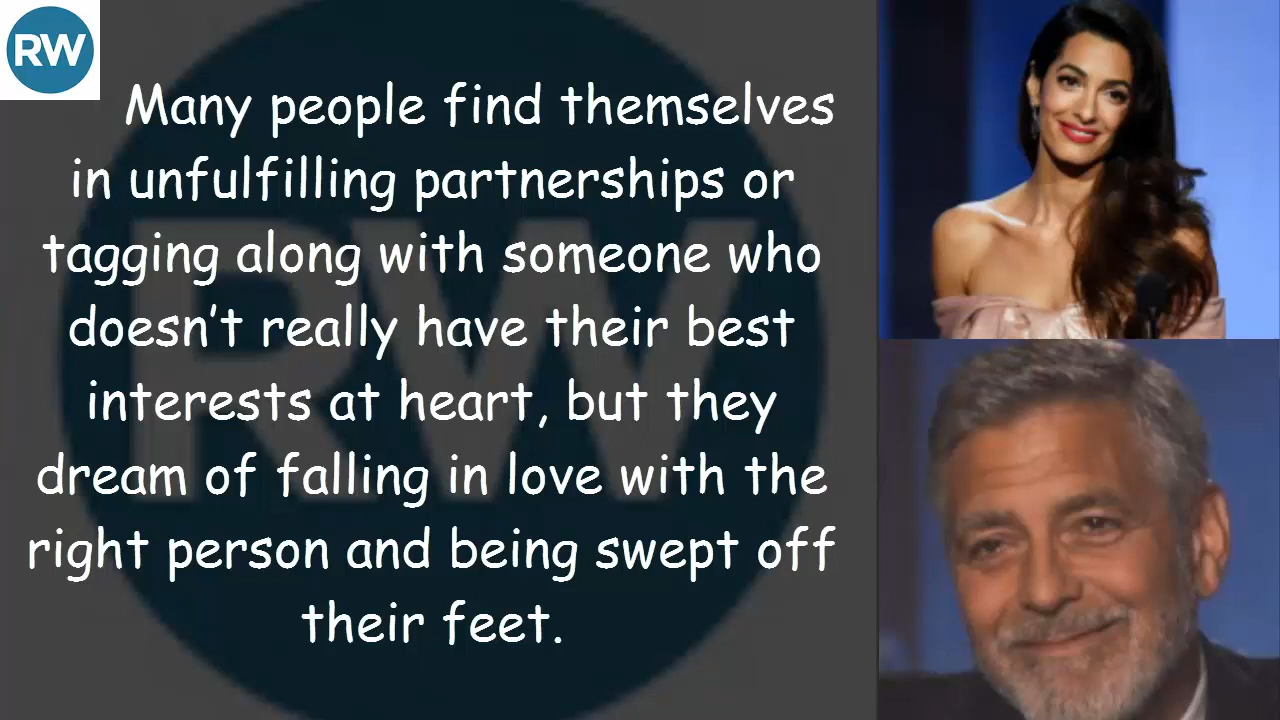 RW
Many people find themselves
in unfulfilling partnerships or
tagging along with someone who
doesn't really have their best
interests at heart, but they
dream of falling in love with the
right person and being swept off
their feet.
RW